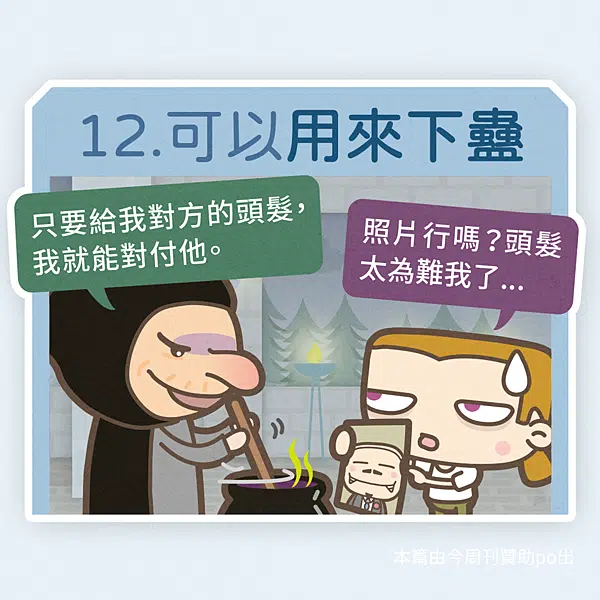 12.可以用來下蠱
只要給我對方的頭髮，
我就能對付他。
照片行嗎？頭髮
太為難我了...
本篇由今周刊贊助po出